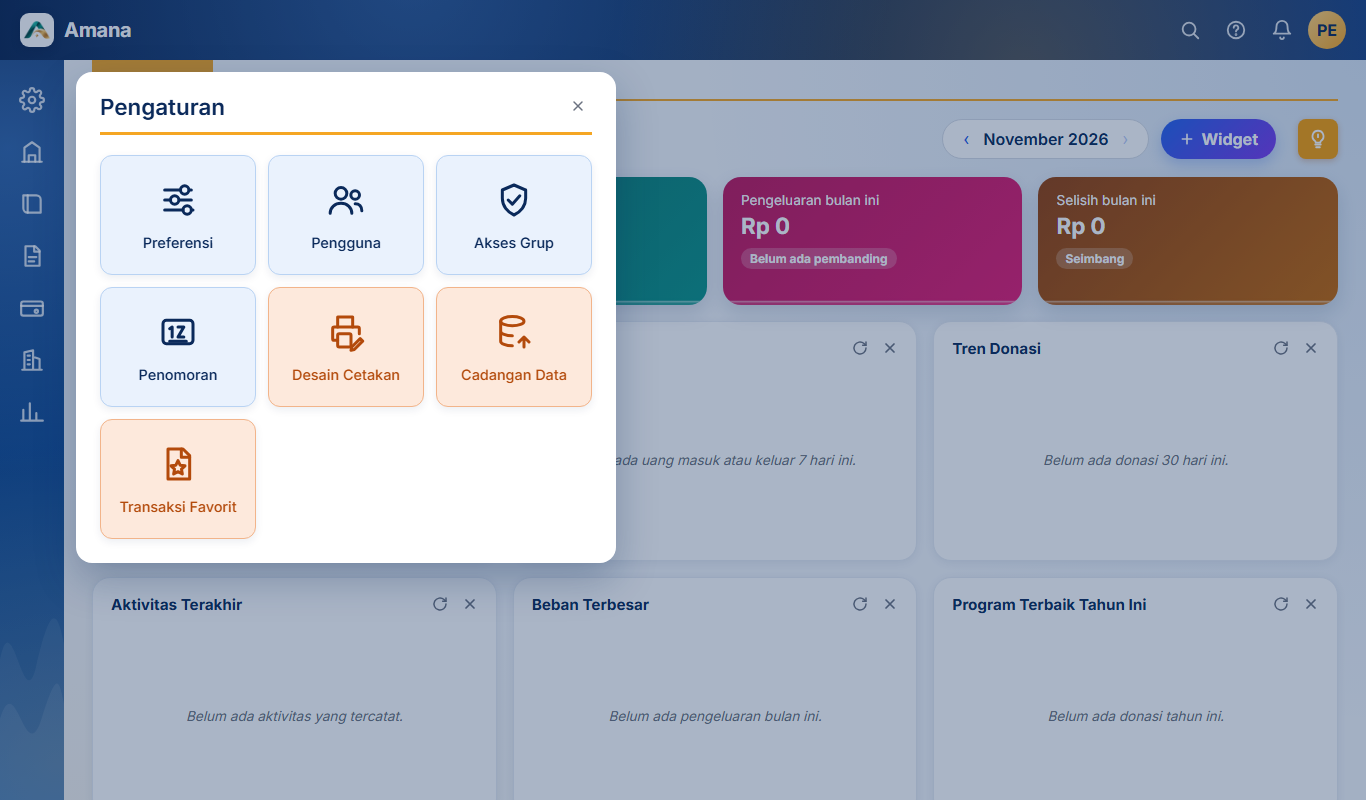 Amana
PE
Pengaturan
Preferensi
Pengguna
Akses Grup
Penomoran
Desain Cetakan
Cadangan Data
Transaksi Favorit
November 2026
+ Widget
Pengeluaran bulan ini
Rp 0
Belum ada pembanding
Selisih bulan ini
Rp 0
Seimbang
ada uang masuk atau keluar 7 hari ini.
Tren Donasi
Belum ada donasi 30 hari ini.
Aktivitas Terakhir
Belum ada aktivitas yang tercatat.
Beban Terbesar
Belum ada pengeluaran bulan ini.
Program Terbaik Tahun Ini
Belum ada donasi tahun ini.